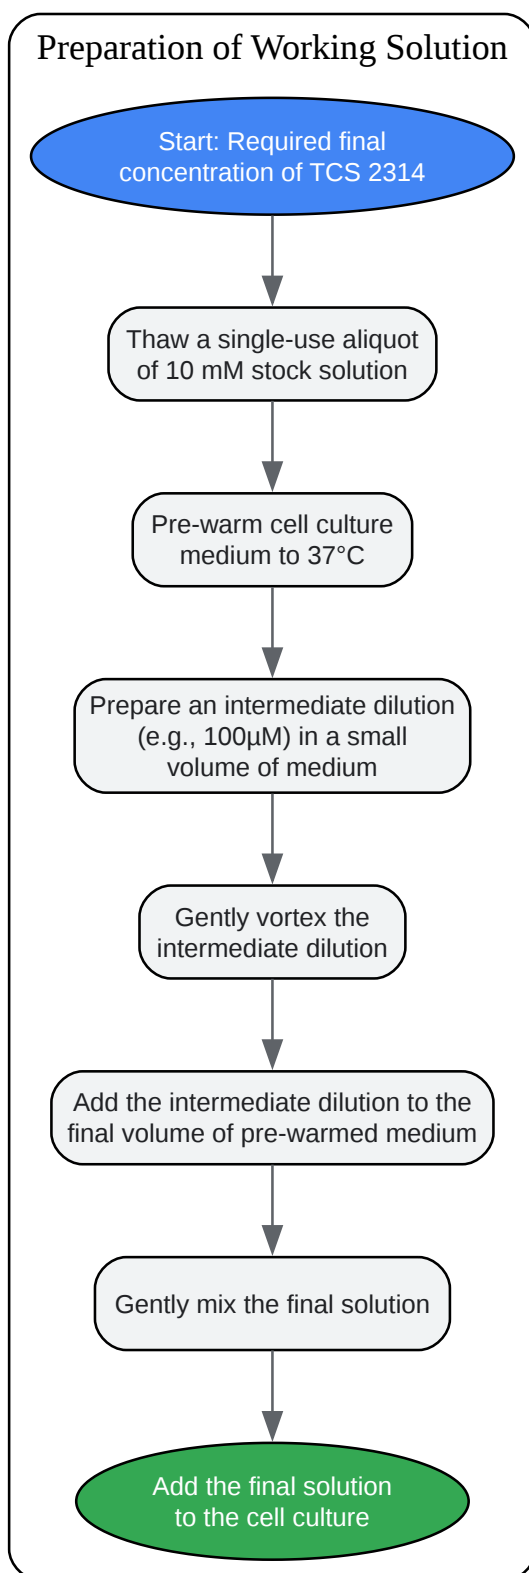 Preparation of Working Solution
Start: Required final
concentration of TCS 2314
Thaw a single-use aliquot
of 10 mM stock solution
Pre-warm cell culture
medium to 37°C
Prepare an intermediate dilution
(e.g., 100µM) in a small
volume of medium
Gently vortex the
intermediate dilution
Add the intermediate dilution to the
final volume of pre-warmed medium
Gently mix the final solution
Add the final solution
to the cell culture